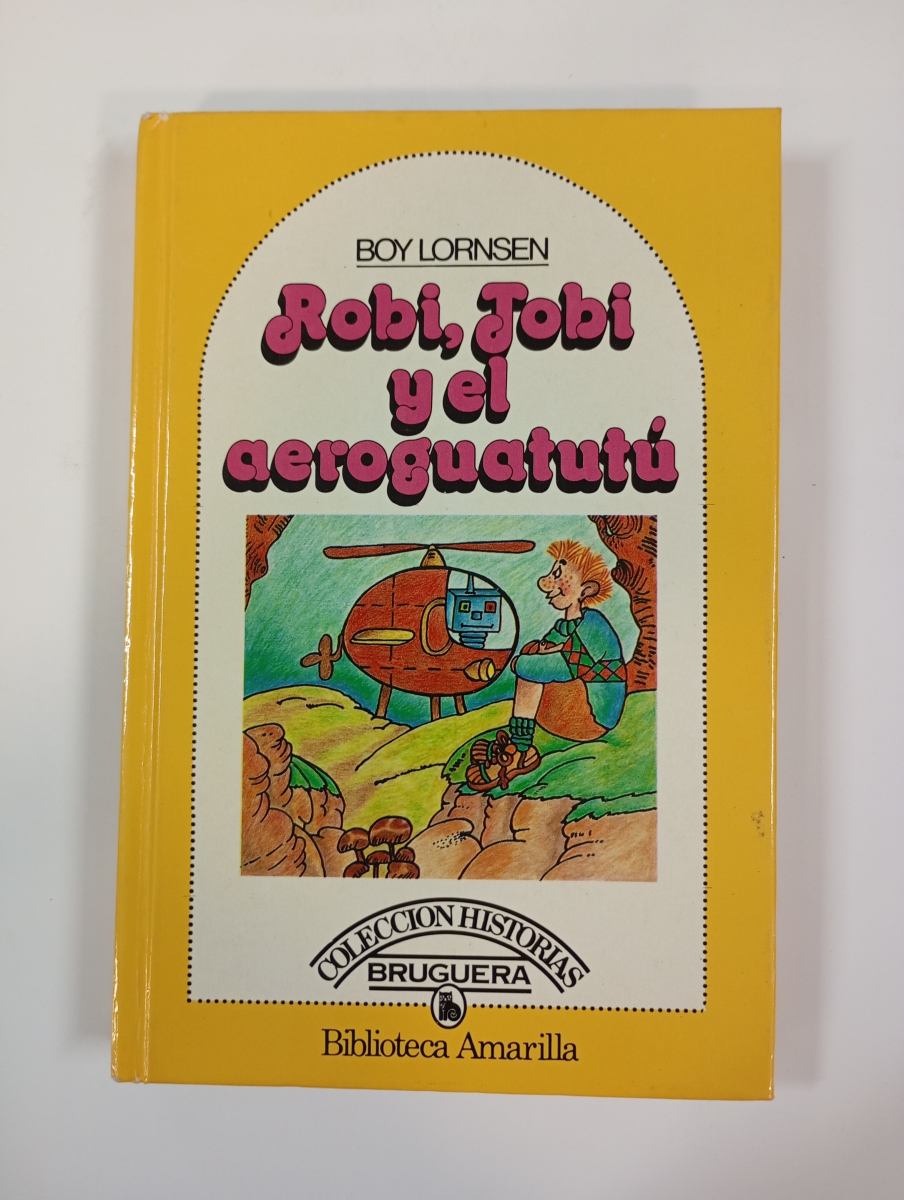 BOY LORNSEN
Robi, Tobi
y el
aeroguatutú
COLECCION HISTORIAS
BRUGUERA
Biblioteca Amarilla